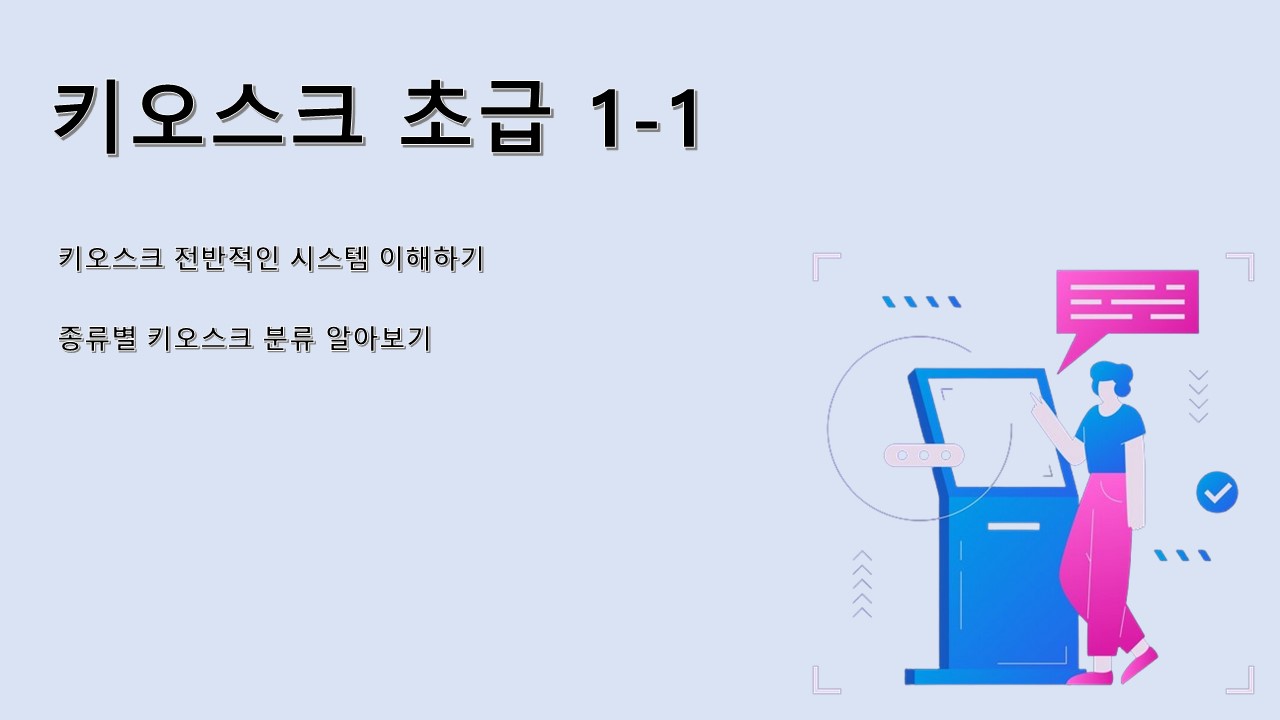 키오스크 초급 1-1
키오스크 전반적인 시스템 이해하기
종류별 키오스크 분류 알아보기